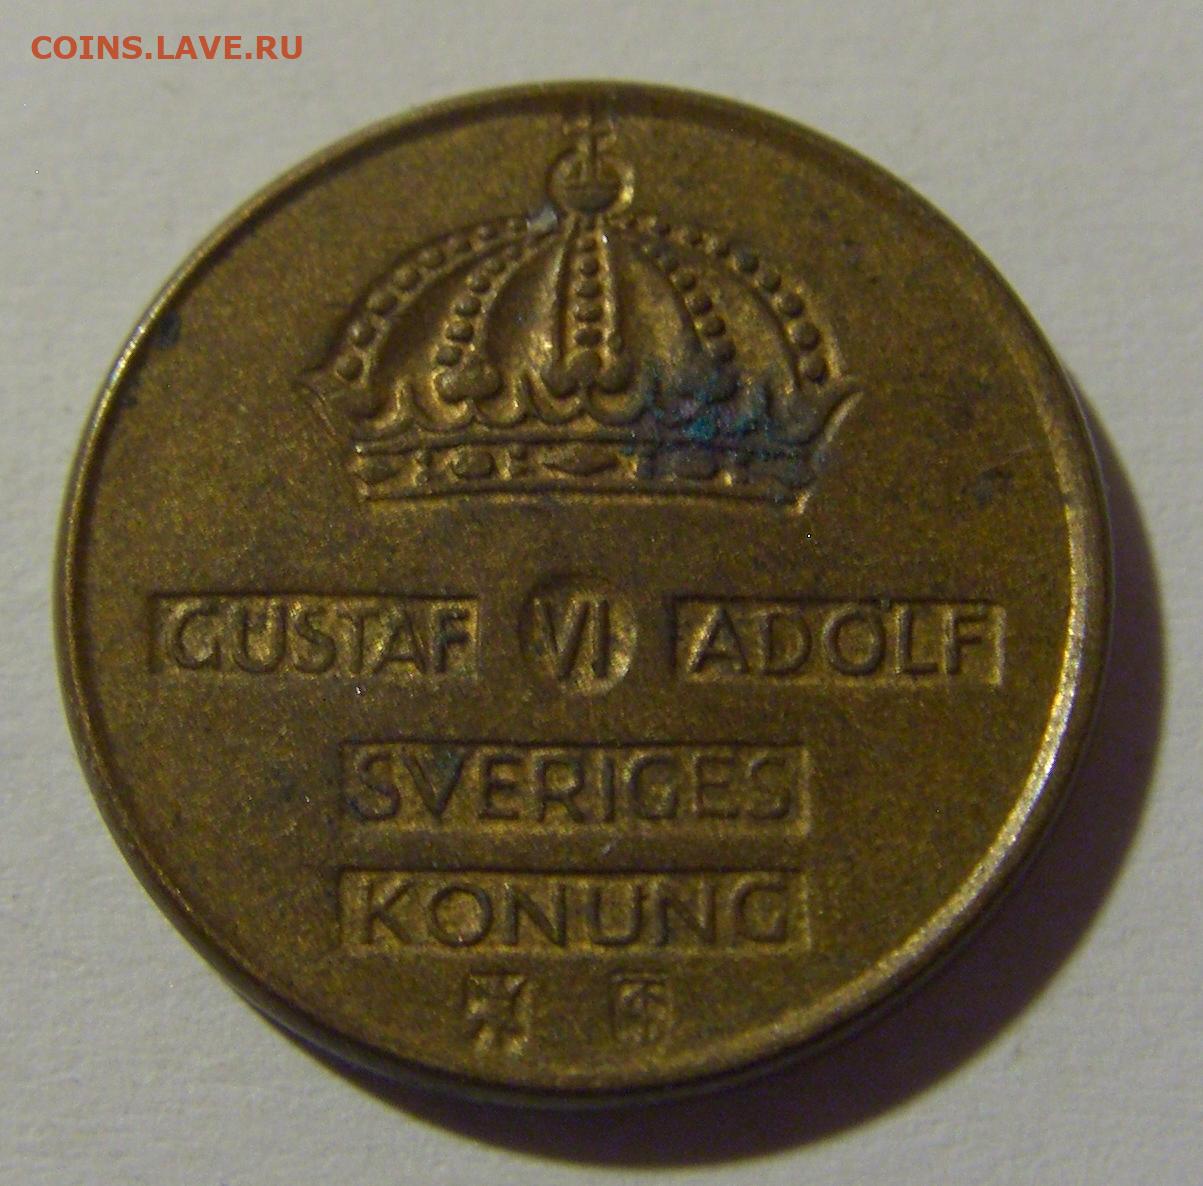 COINS.LAVE.RU
GUSTAF VI ADOLF
SVERIGES
KONUNG